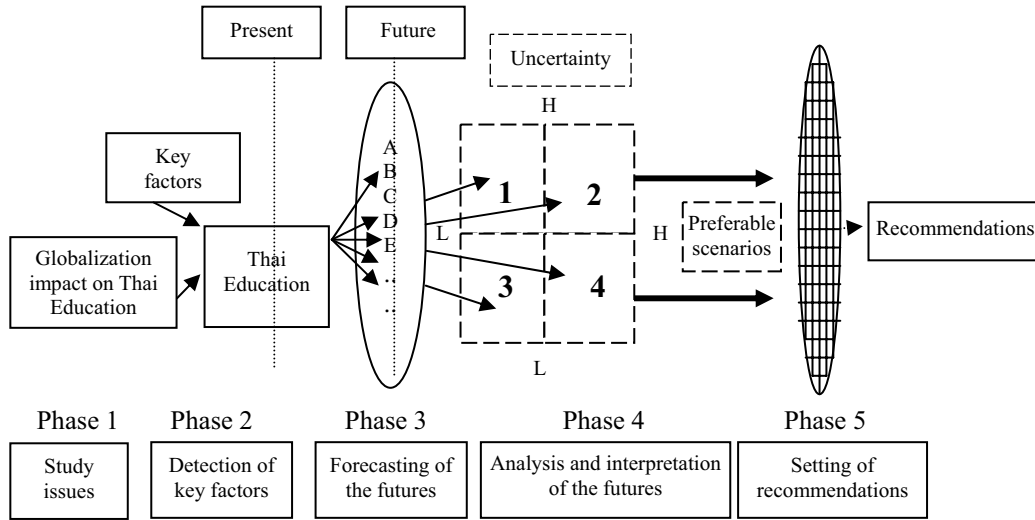 Present
Future
Uncertainty
H
Key
factors
A
B
C
D
E
..
..
1
2
L
H
3
4
L
Globalization
impact on Thai
Education
Thai
Education
Preferable
scenarios
Recommendations
Phase 1
Phase 2
Phase 3
Phase 4
Phase 5
Study
issues
Detection of
key factors
Forecasting of
the futures
Analysis and interpretation
of the futures
Setting of
recommendations